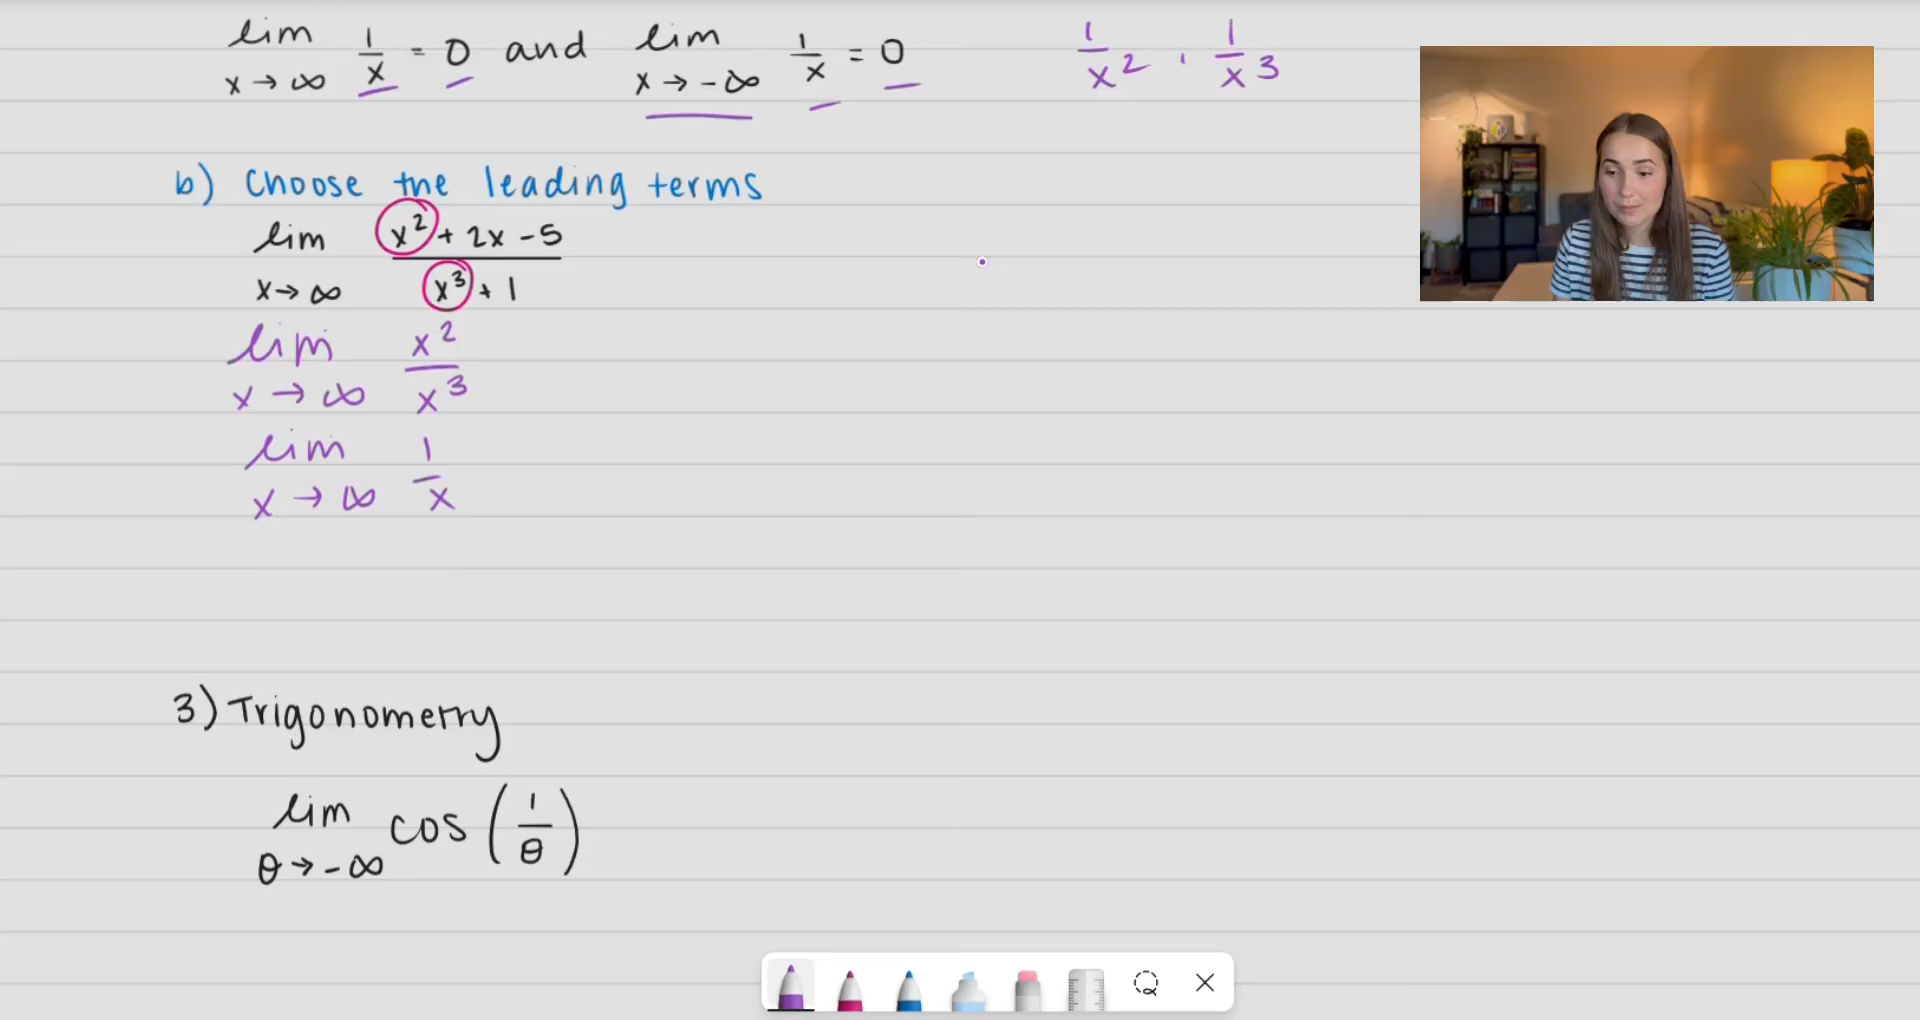 lim x→∞ 1/x = 0 and lim x→-∞ 1/x = 0 1/x², 1/x³
b) Choose the leading terms
lim x→∞ (x² + 2x - 5)/(x³ + 1)
lim x→∞ x²/x³
lim x→∞ 1/x
3) Trigonometry
lim θ→-∞ cos(1/θ)